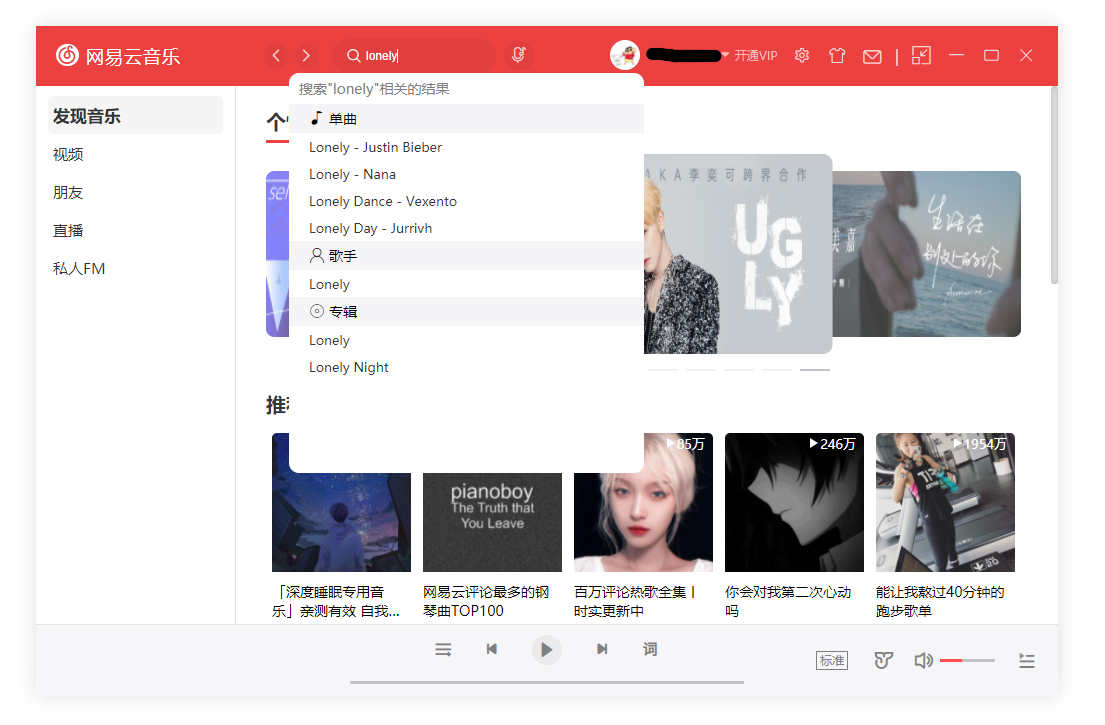 网易云音乐
lonely
开通VIP
搜索"lonely"相关的结果
单曲
Lonely - Justin Bieber
Lonely - Nana
Lonely Dance - Vexento
Lonely Day - Jurrivh
歌手
Lonely
专辑
Lonely
Lonely Night
发现音乐
视频
朋友
直播
私人FM
个
AKA李奕可跨界合作
UG
LY
生活在
别处的你
推
85万
246万
1954万
pianoboy
The Truth that
You Leave
「深度睡眠专用音
乐」亲测有效 自我...
网易云评论最多的钢
琴曲TOP100
百万评论热歌全集丨
时实更新中
你会对我第二次心动
吗
能让我熬过40分钟的
跑步歌单
词
标准